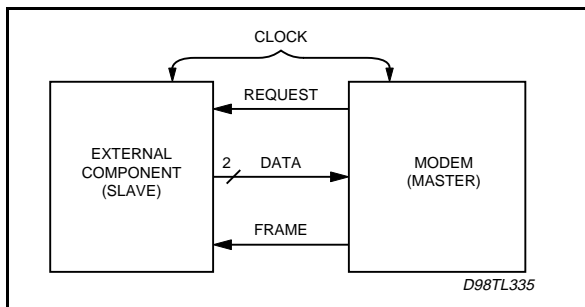 CLOCK
REQUEST
EXTERNAL
COMPONENT
(SLAVE)
2 DATA
MODEM
(MASTER)
FRAME
D98TL335